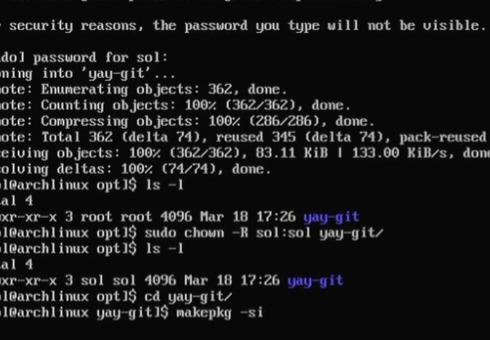 security reasons, the password you type will not be visible.
do] password for sol:
ning into 'yay-git'...
ote: Enumerating objects: 362, done.
ote: Counting objects: 100% (362/362), done.
ote: Compressing objects: 100% (286/286), done.
ote: Total 362 (delta 74), reused 345 (delta 74), pack-reused
ceiving objects: 100% (362/362), 83.11 KiB | 133.00 KiB/s, done
solving deltas: 100% (74/74), done.
l@archlinux opt]$ ls -l
al 4
wxr-xr-x 3 root root 4096 Mar 18 17:26 yay-git
l@archlinux opt]$ sudo chown -R sol:sol yay-git/
l@archlinux opt]$ ls -l
al 4
wxr-xr-x 3 sol sol 4096 Mar 18 17:26 yay-git
l@archlinux opt]$ cd yay-git/
l@archlinux yay-git]$ makepkg -si